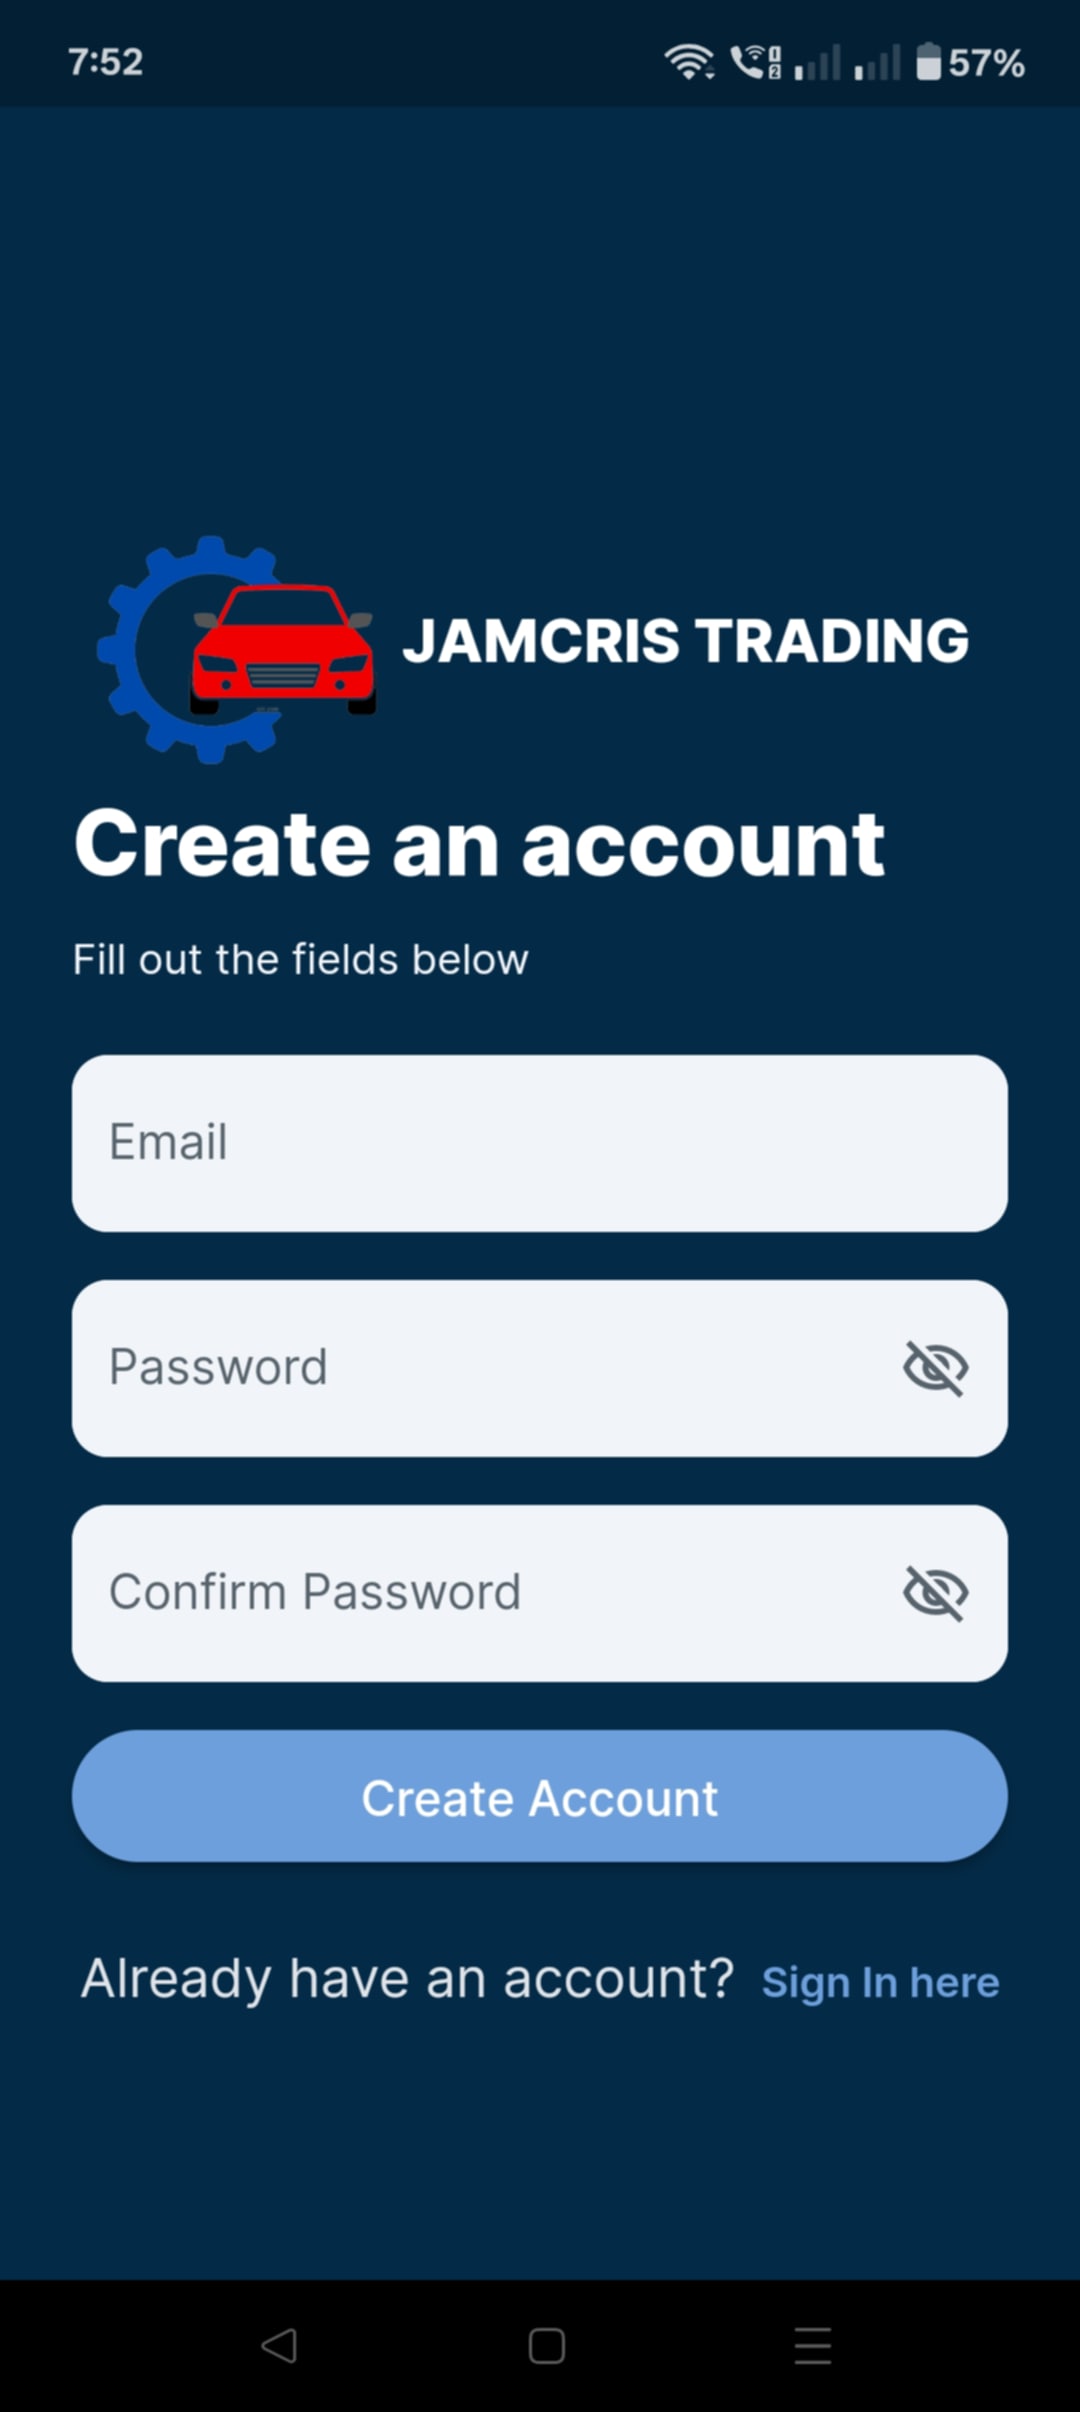 7:52
57%
JAMCRIS TRADING
Create an account
Fill out the fields below
Email
Password
Confirm Password
Create Account
Already have an account? Sign In here